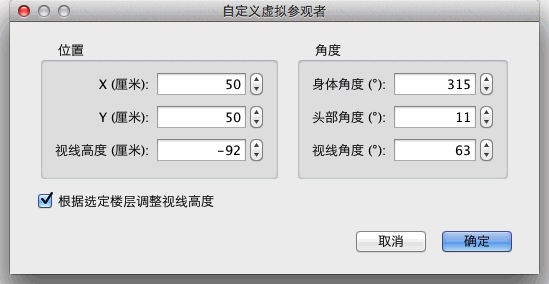 自定义虚拟参观者
位置
X (厘米): 50
Y (厘米): 50
视线高度 (厘米): -92
角度
身体角度 (°): 315
头部角度 (°): 11
视线角度 (°): 63
根据选定楼层调整视线高度
取消
确定